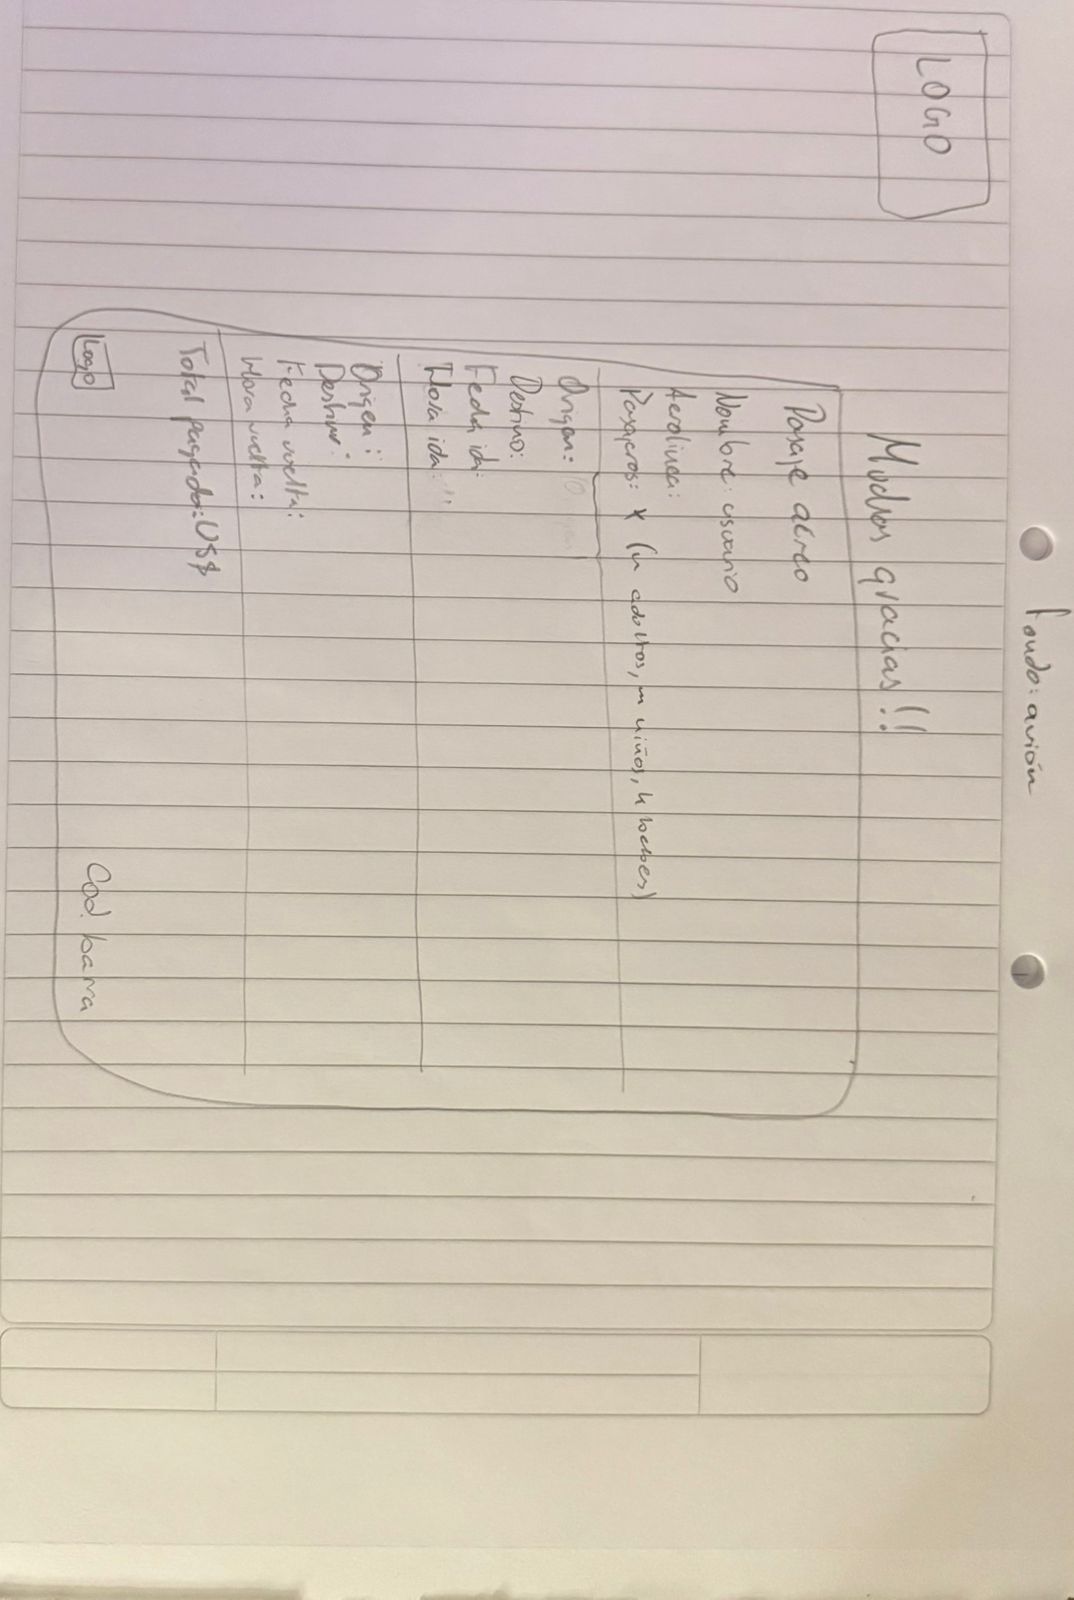 Fondo: avión
LOGO
Muchas gracias!!
Pasaje aéreo
Nombre: usuario
Aerolinea:
Pasajeros: x (n adultos, m niños, k bebes)
Origen:
Destino:
Fecha ida:
Hora ida:
Origen:
Destino:
Fecha vuelta:
Hora vuelta:
Total pagado: US$
Logo
Cod. barra